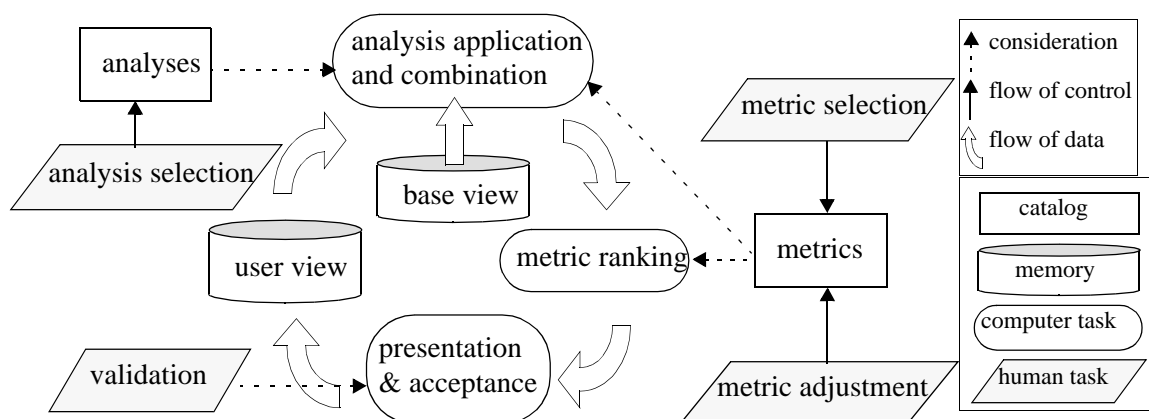 analyses
analysis application
and combination
metric selection
analysis selection
base view
user view
metric ranking
metrics
validation
presentation
& acceptance
metric adjustment
consideration
flow of control
flow of data
catalog
memory
computer task
human task